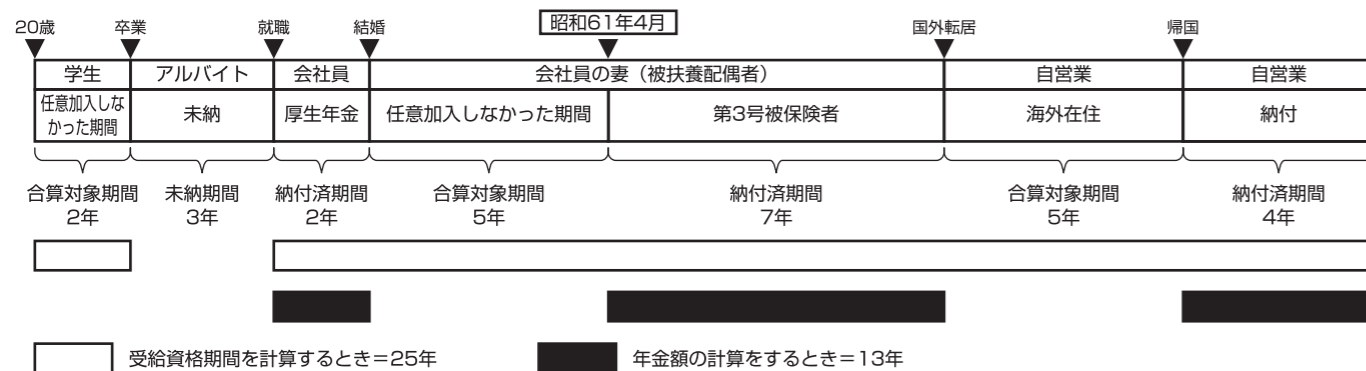 昭和61年4月
20歳 卒業 就職 結婚 国外転居 帰国
学生 アルバイト 会社員 会社員の妻（被扶養配偶者） 自営業 自営業
任意加入しな
かった期間
未納 厚生年金 任意加入しなかった期間 第3号被保険者 海外在住 納付
合算対象期間 未納期間 納付済期間 合算対象期間 納付済期間 合算対象期間 納付済期間
2年 3年 2年 5年 7年 5年 4年
受給資格期間を計算するとき＝25年 年金額の計算をするとき＝13年